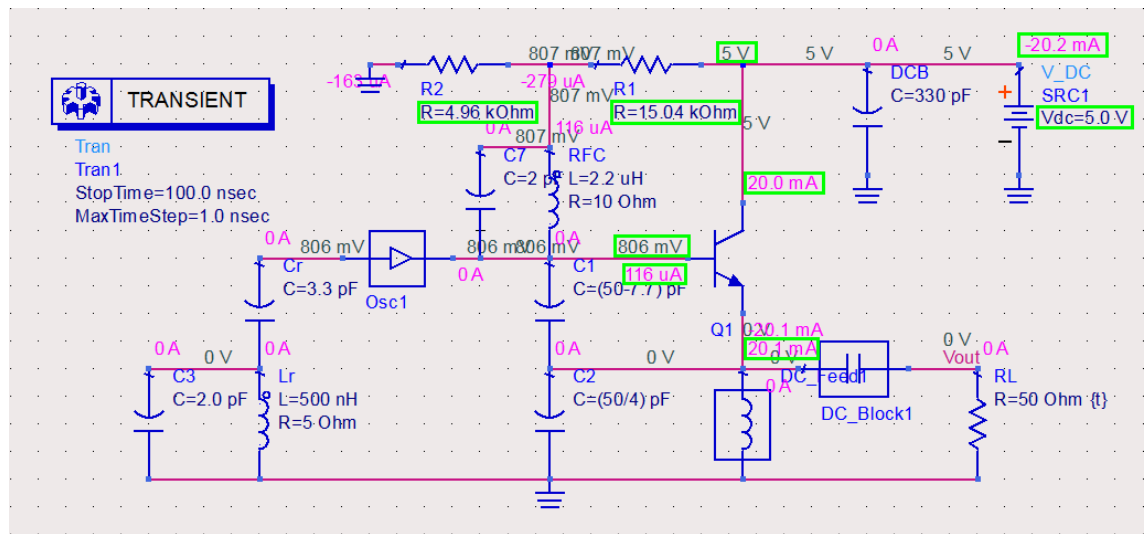 807 mV 807 mV 5 V 5 V 0 A 5 V -20.2 mA
-163 uA R2 -279 uA R1 DCB V_DC
TRANSIENT R=4.96 kOhm 807 mV R=15.04 kOhm C=330 pF + SRC1
0 A 116 uA 5 V Vdc=5.0 V
807 mV -
Tran C7 RFC
Tran1 C=2 pF L=2.2 uH 20.0 mA
StopTime=100.0 nsec R=10 Ohm
MaxTimeStep=1.0 nsec
0 A 806 mV 806 mV 806 mV 806 mV
Cr 0 A C1 116 uA
C=3.3 pF Osc1 C=(50-7.7) pF
Q1 0 V -20.1 mA
0 A 0 V 0 A 0 A 0 V 20.1 mA 0 V 0 V 0 A
C3 Lr C2 DC_Feed1 Vout RL
C=2.0 pF L=500 nH C=(50/4) pF 0 A R=50 Ohm {t}
R=5 Ohm DC_Block1